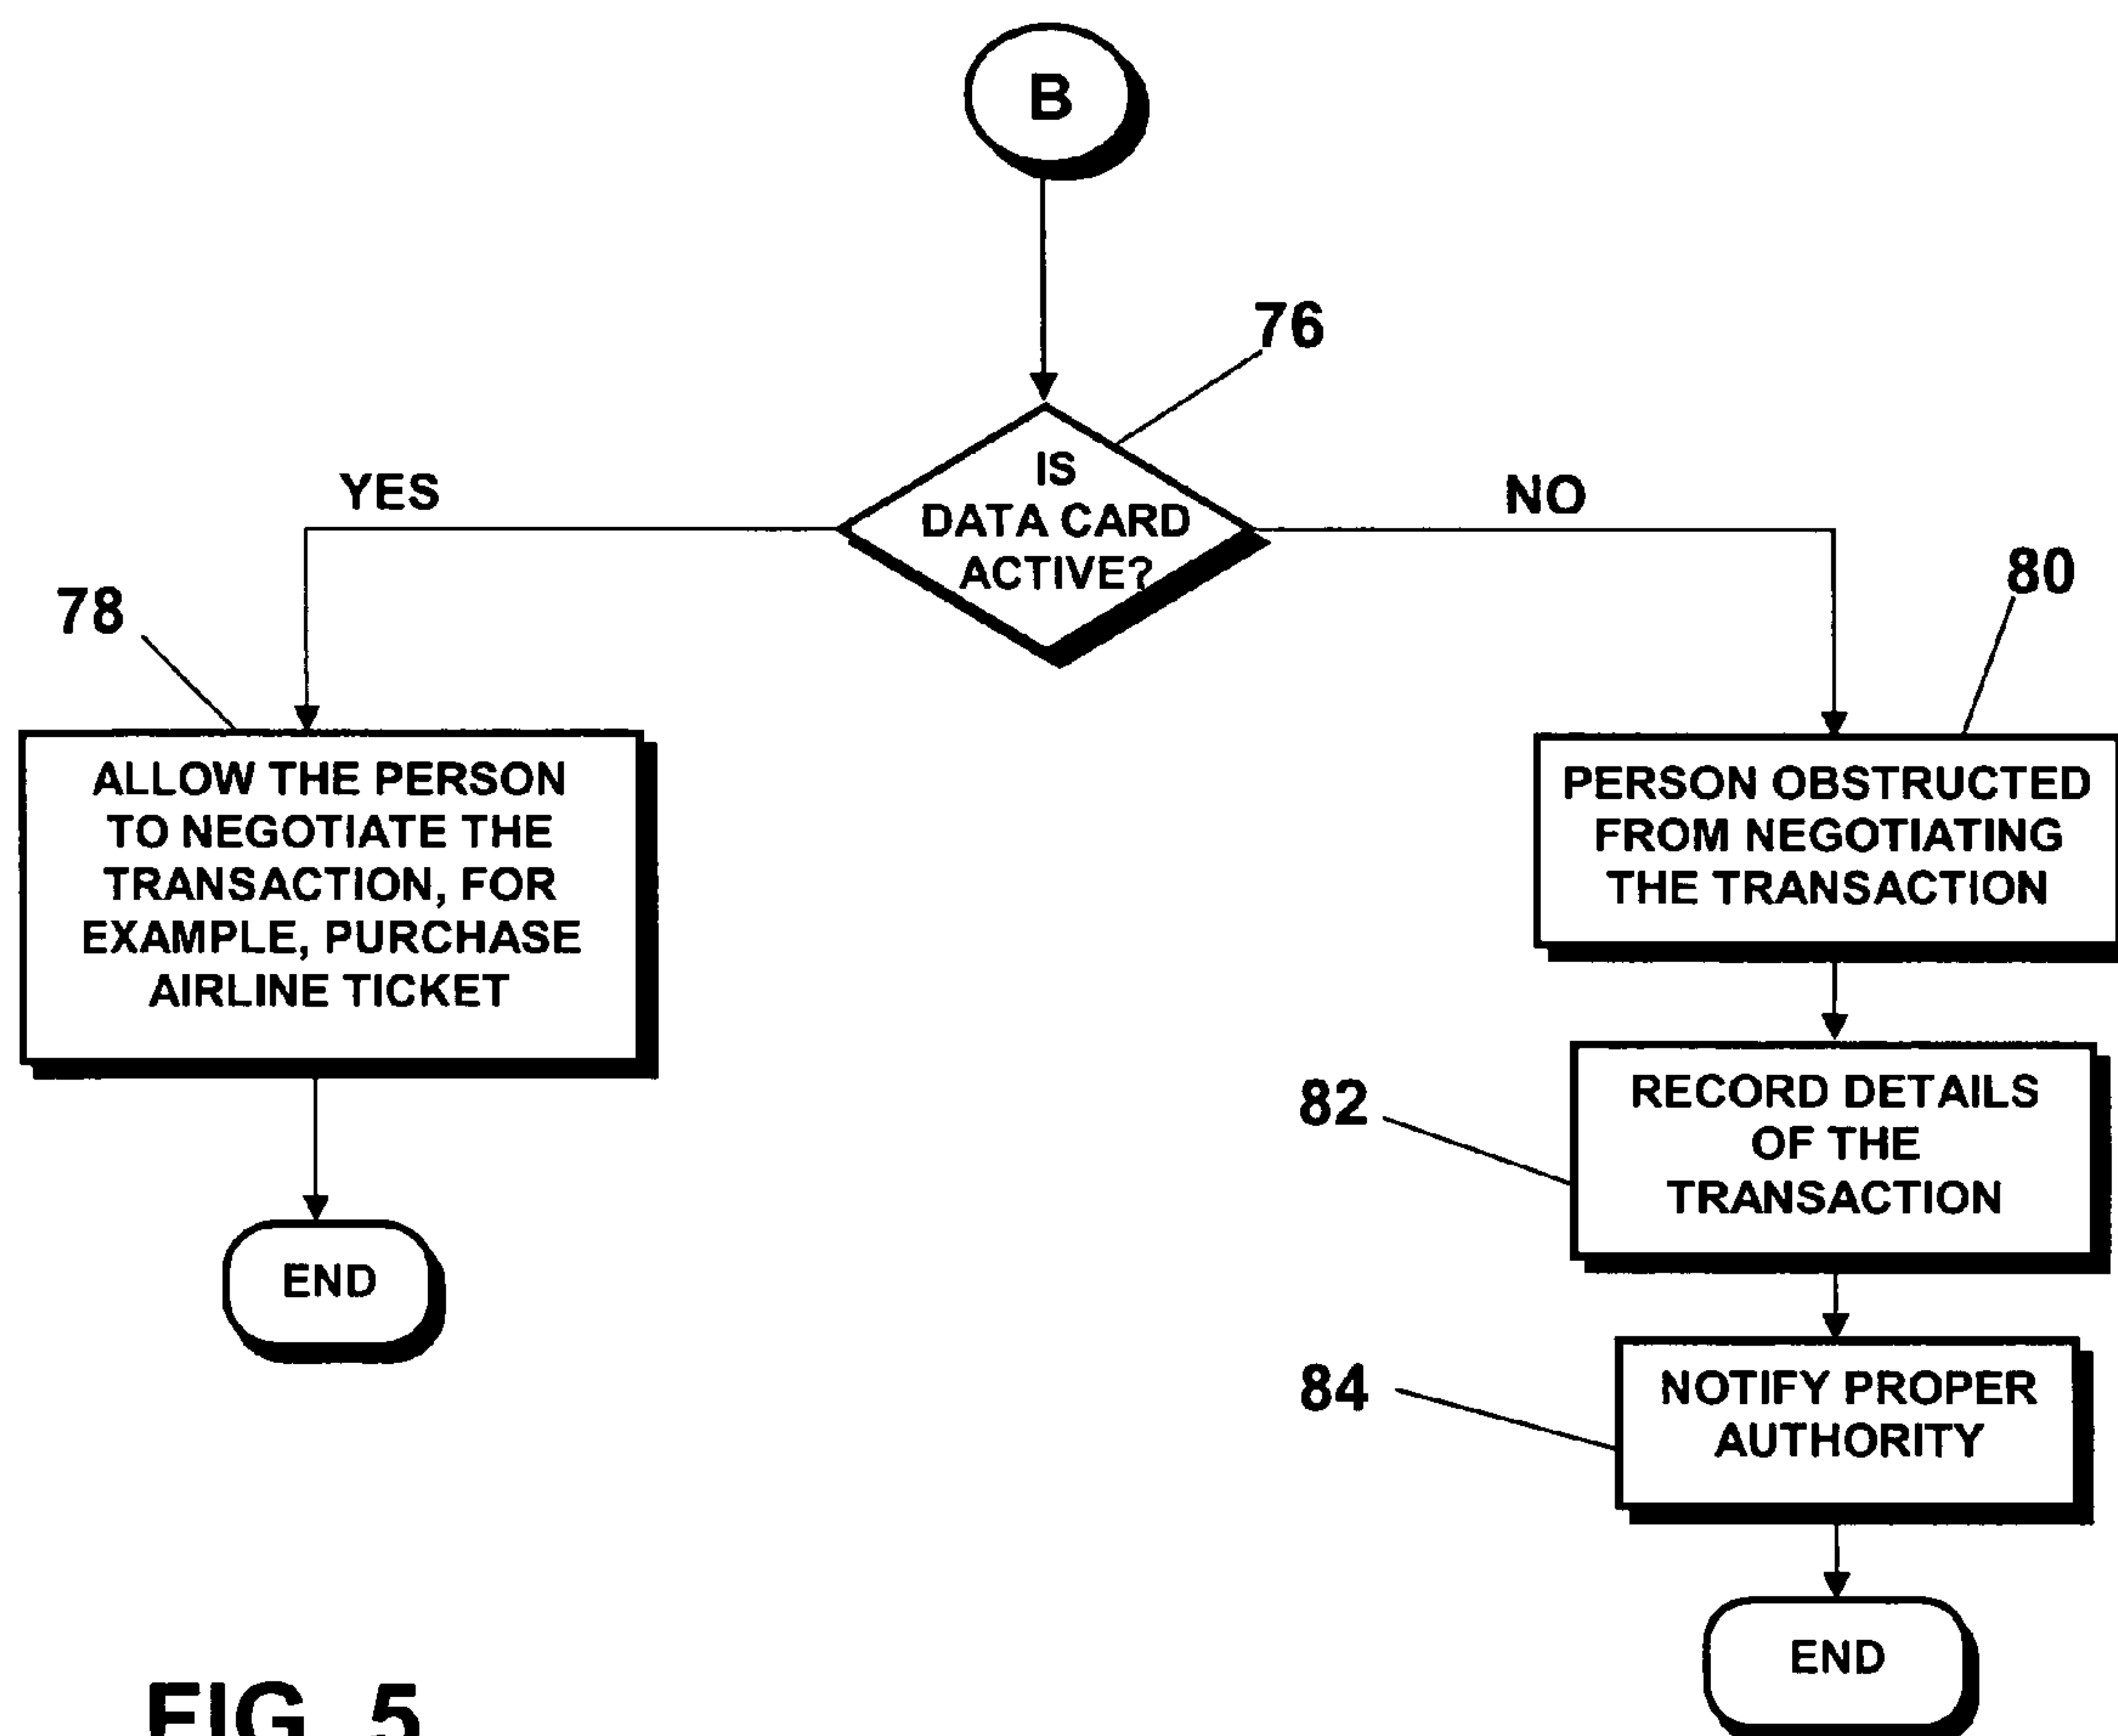 B
76
IS
DATA CARD
ACTIVE?
YES
NO
78
80
ALLOW THE PERSON
TO NEGOTIATE THE
TRANSACTION, FOR
EXAMPLE, PURCHASE
AIRLINE TICKET
END
PERSON OBSTRUCTED
FROM NEGOTIATING
THE TRANSACTION
82
RECORD DETAILS
OF THE
TRANSACTION
84
NOTIFY PROPER
AUTHORITY
END
FIG. 5